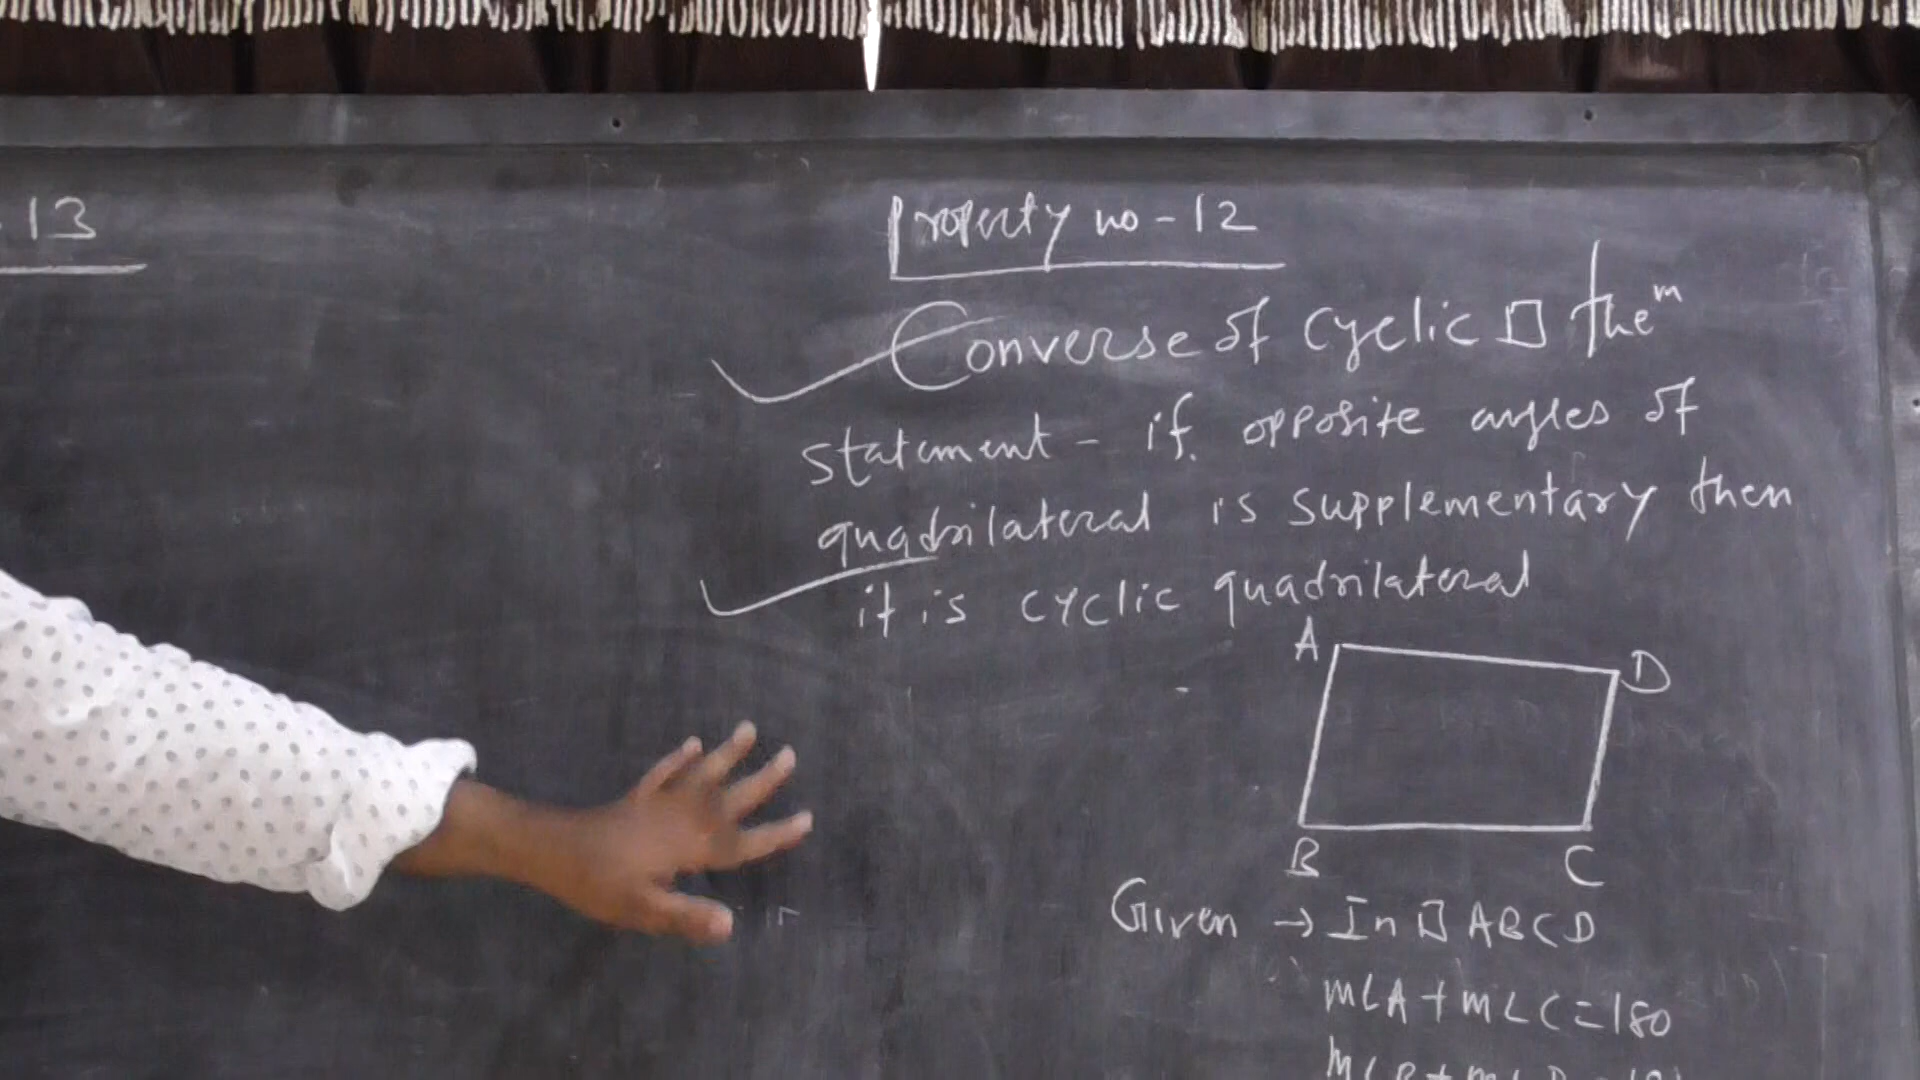 - 13
Property no - 12
Converse of cyclic □ the^m
statement - if opposite angles of
quadrilateral is supplementary then
it is cyclic quadrilateral
A
D
B
C
Given → In □ ABCD
m∠A + m∠C = 180